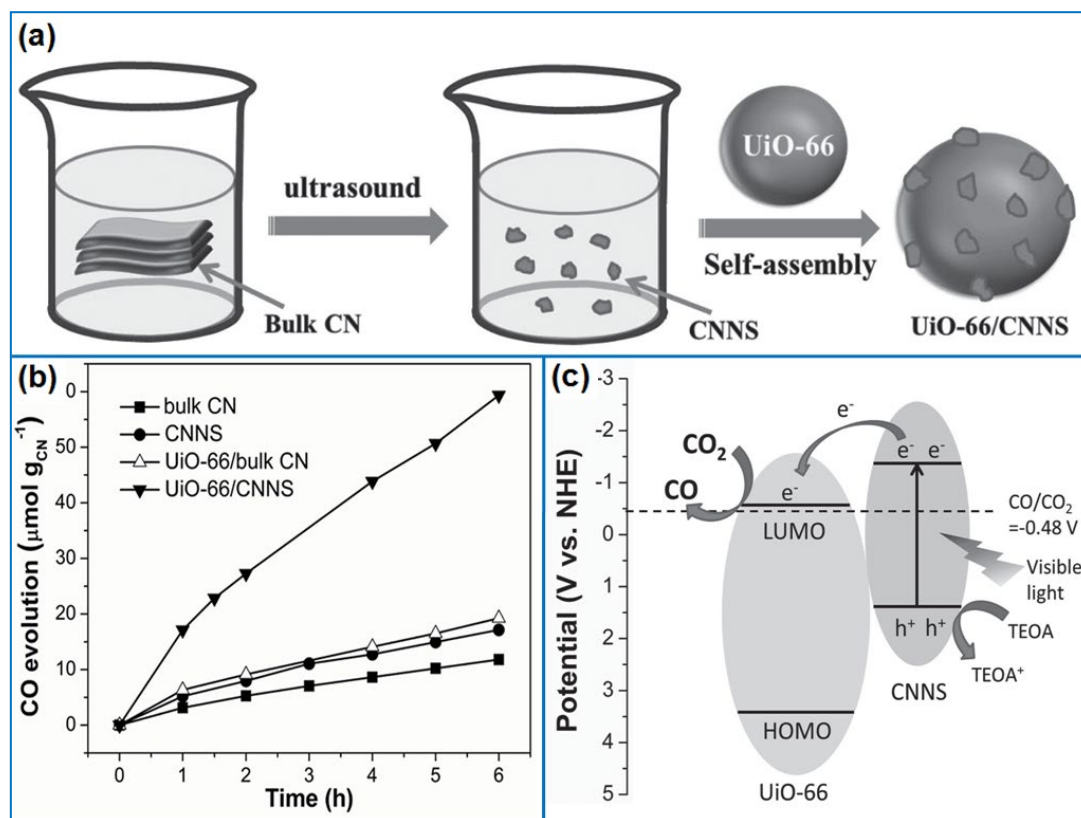 (a)
ultrasound
Bulk CN
CNNS
UiO-66
Self-assembly
UiO-66/CNNS
(b)
CO evolution (μmol g_CN⁻¹)
0
50
40
30
20
10
0
bulk CN
CNNS
UiO-66/bulk CN
UiO-66/CNNS
0 1 2 3 4 5 6
Time (h)
(c)
Potential (V vs. NHE)
-3
-2
-1
0
1
2
3
4
5
CO₂
CO
e⁻
e⁻ e⁻
e⁻
LUMO
CO/CO₂
=-0.48 V
Visible
light
h⁺ h⁺
TEOA
TEOA⁺
CNNS
HOMO
UiO-66